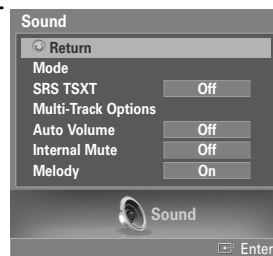 Sound
Return
Mode
SRS TSXT Off
Multi-Track Options
Auto Volume Off
Internal Mute Off
Melody On
Sound
Enter